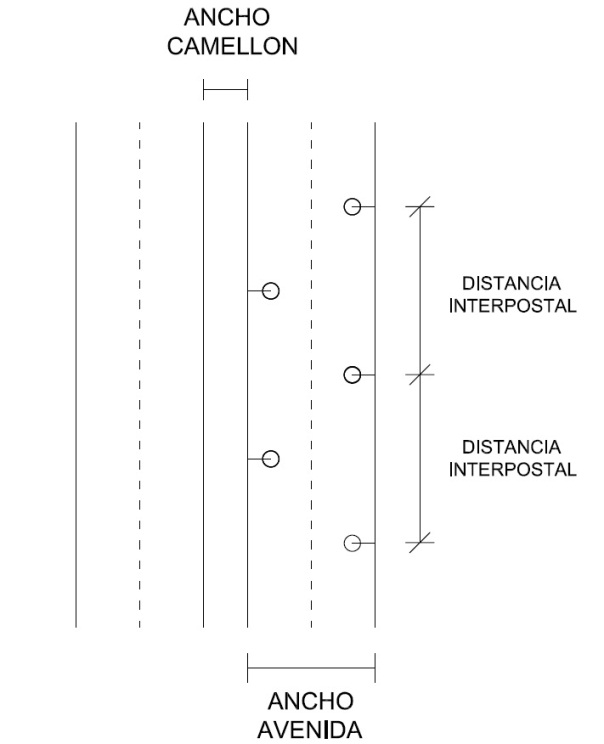 ANCHO
CAMELLON
DISTANCIA
INTERPOSTAL
DISTANCIA
INTERPOSTAL
ANCHO
AVENIDA